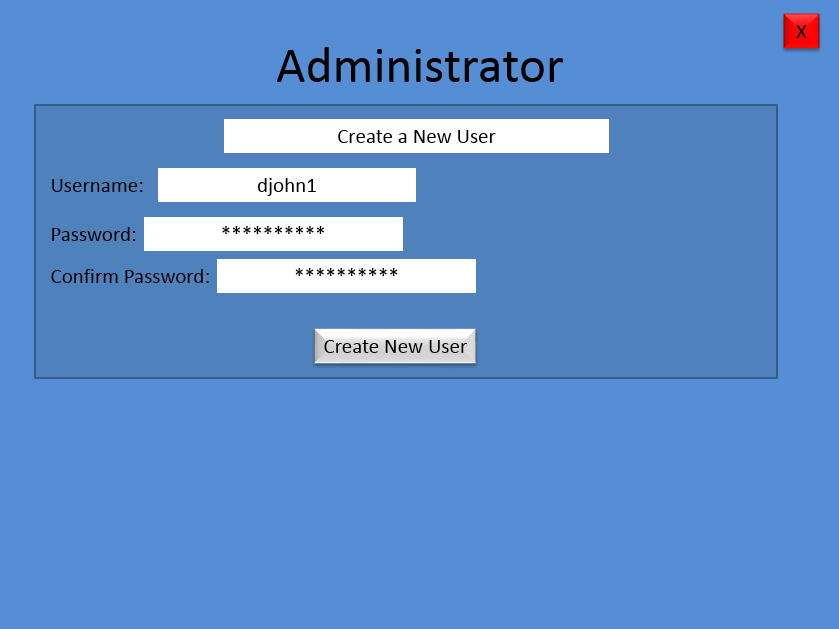 X
Administrator
Create a New User
Username: djohn1
Password: **********
Confirm Password: **********
Create New User